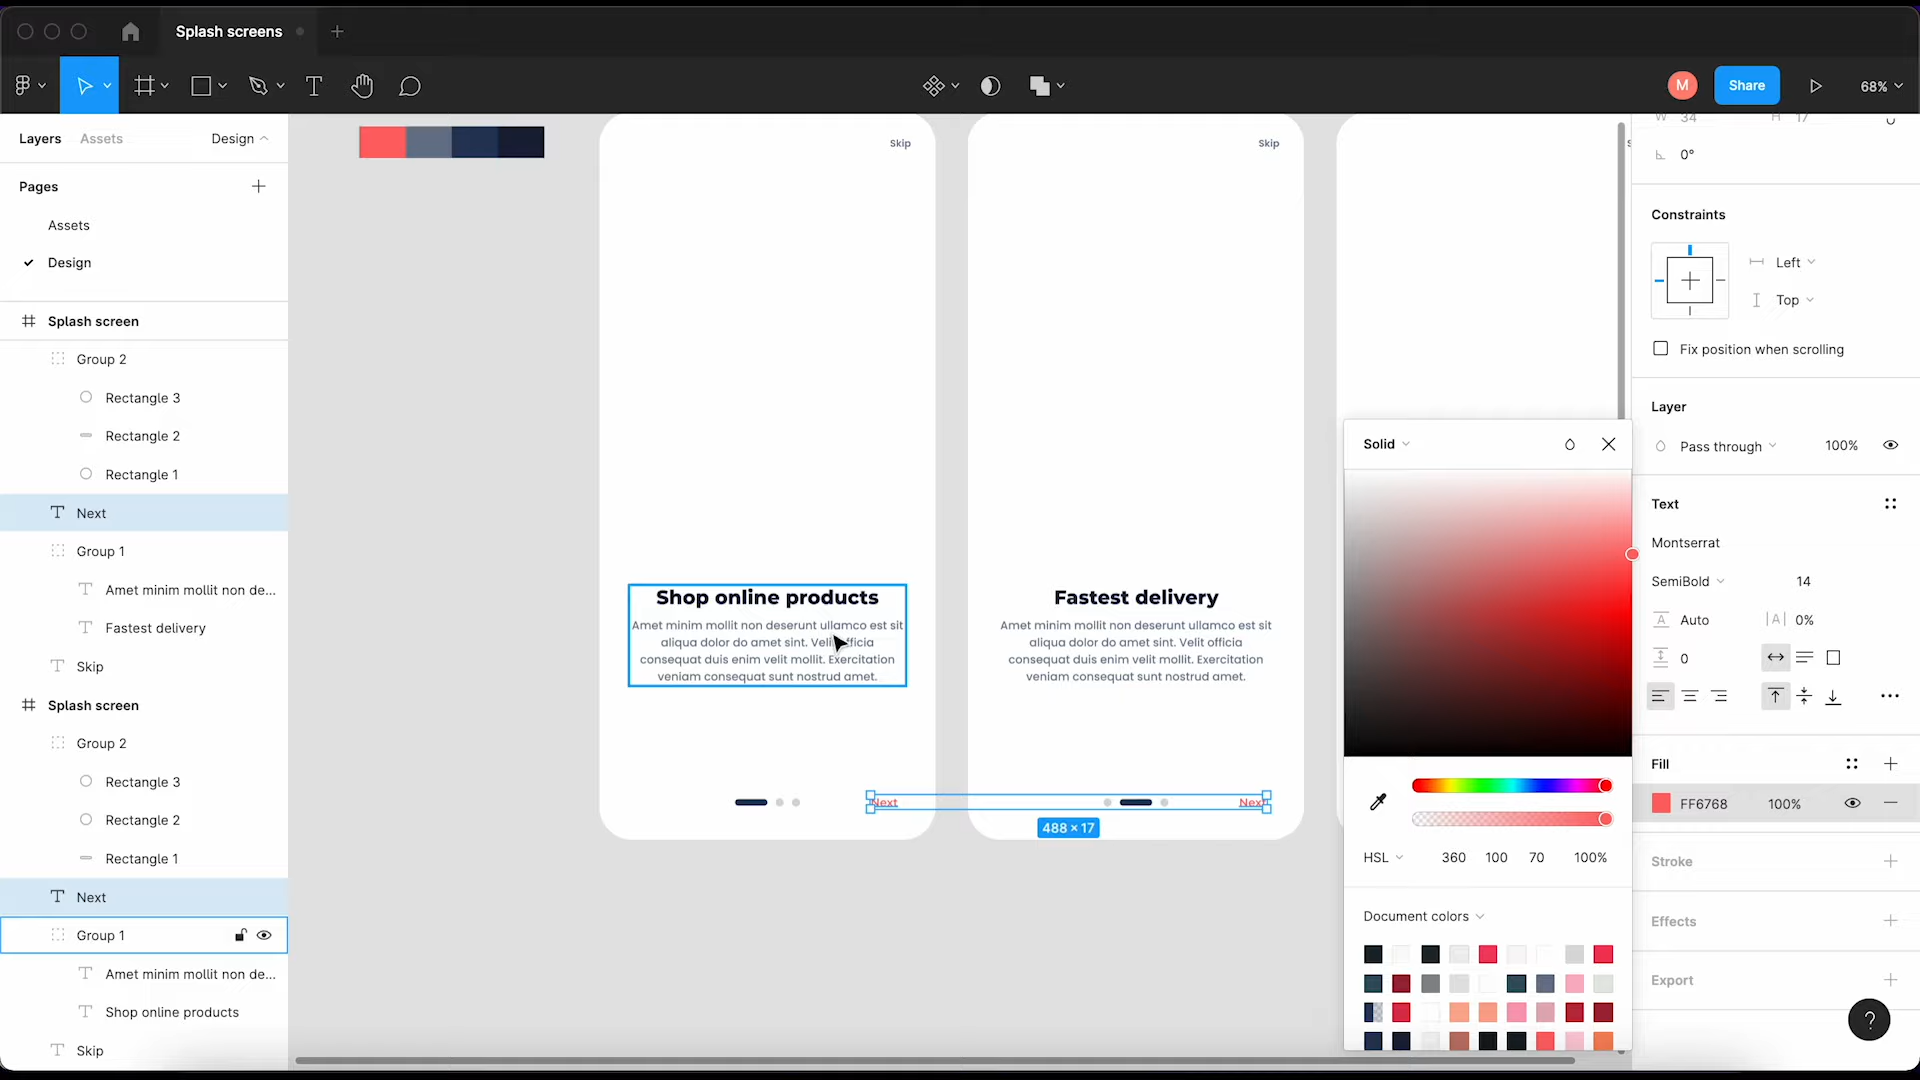 Splash screens
M
Share
68%
Layers
Assets
Design
Pages
Assets
Design
Splash screen
Group 2
Rectangle 3
Rectangle 2
Rectangle 1
Next
Group 1
Amet minim mollit non de...
Fastest delivery
Skip
Splash screen
Group 2
Rectangle 3
Rectangle 2
Rectangle 1
Next
Group 1
Amet minim mollit non de...
Shop online products
Skip
Skip
Shop online products
Amet minim mollit non deserunt ullamco est sit
aliqua dolor do amet sint. Velit officia
consequat duis enim velit mollit. Exercitation
veniam consequat sunt nostrud amet.
Next
Skip
Fastest delivery
Amet minim mollit non deserunt ullamco est sit
aliqua dolor do amet sint. Velit officia
consequat duis enim velit mollit. Exercitation
veniam consequat sunt nostrud amet.
Next
488 × 17
Solid
HSL
360
100
70
100%
Document colors
W 34
H 17
0°
Constraints
Left
Top
Fix position when scrolling
Layer
Pass through
100%
Text
Montserrat
SemiBold
14
Auto
|A|
0%
0
Fill
FF6768
100%
Stroke
Effects
Export
?